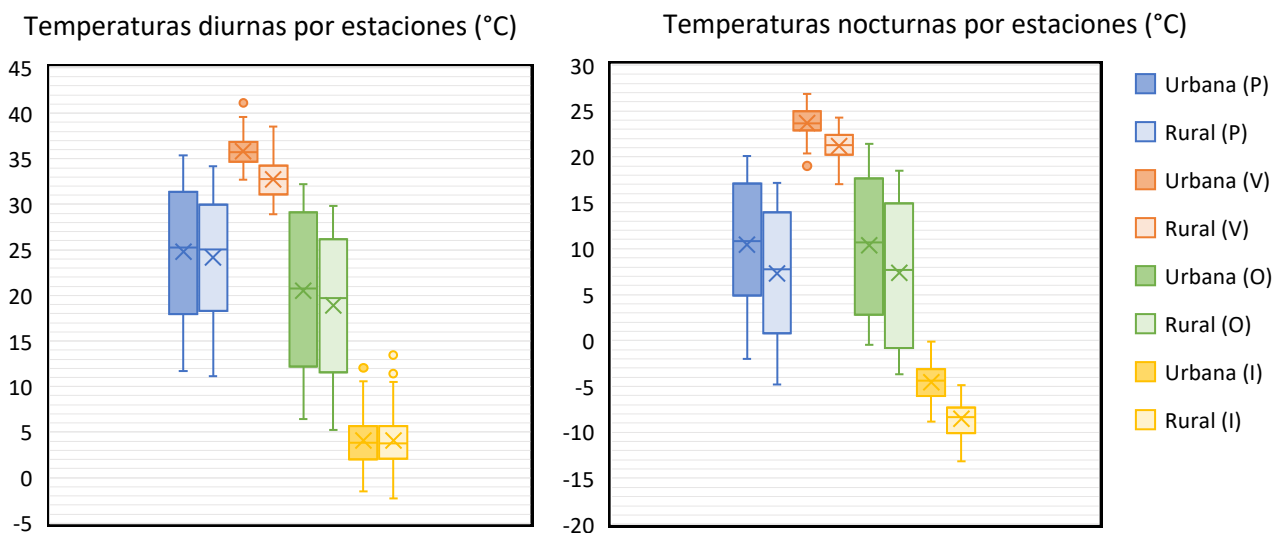 Temperaturas diurnas por estaciones (°C)
45
40
35
30
25
20
15
10
5
0
-5
Temperaturas nocturnas por estaciones (°C)
30
25
20
15
10
5
0
-5
-10
-15
-20
Urbana (P)
Rural (P)
Urbana (V)
Rural (V)
Urbana (O)
Rural (O)
Urbana (I)
Rural (I)